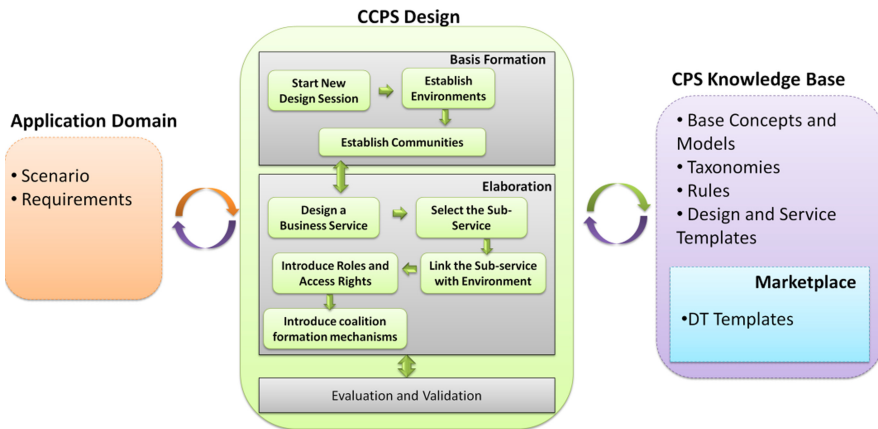 CCPS Design
Basis Formation
Start New
Design Session
Establish
Environments
Establish Communities
Elaboration
Design a
Business Service
Select the Sub-
Service
Introduce Roles and
Access Rights
Link the Sub-service
with Environment
Introduce coalition
formation mechanisms
Evaluation and Validation
Application Domain
• Scenario
• Requirements
CPS Knowledge Base
• Base Concepts and
Models
• Taxonomies
• Rules
• Design and Service
Templates
Marketplace
•DT Templates